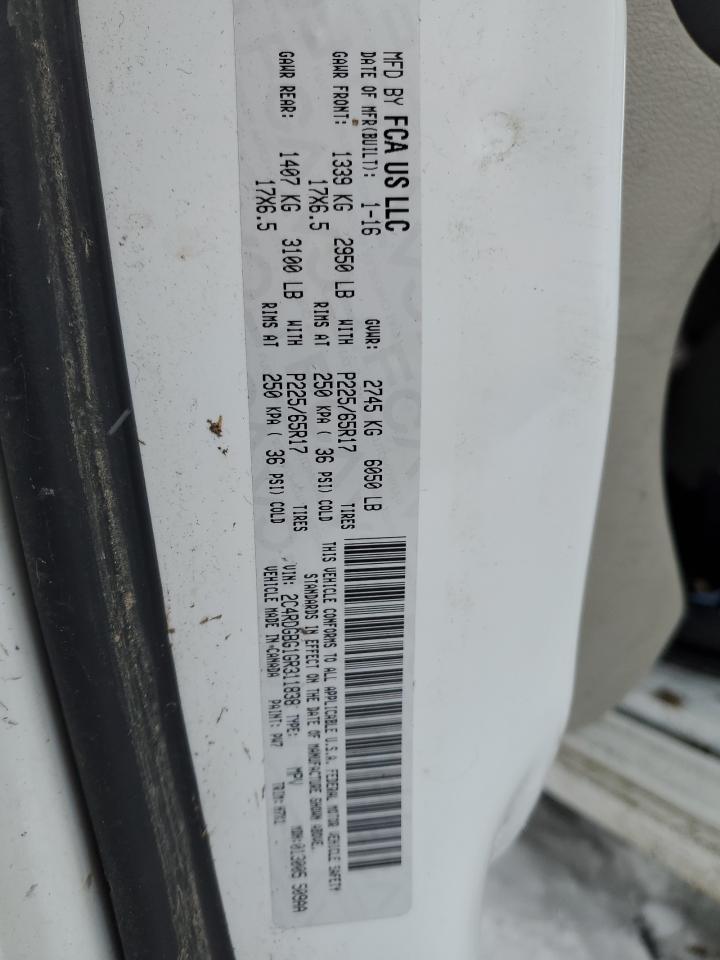 MFD BY FCA US LLC
DATE OF MFR(BUILT): 1-16 GVWR: 2745 KG 6050 LB
GAWR FRONT: 1339 KG 2950 LB WITH P225/65R17 TIRES
17X6.5 RIMS AT 250 KPA ( 36 PSI) COLD
GAWR REAR: 1407 KG 3100 LB WITH P225/65R17 TIRES
17X6.5 RIMS AT 250 KPA ( 36 PSI) COLD
THIS VEHICLE CONFORMS TO ALL APPLICABLE U.S.A. FEDERAL MOTOR VEHICLE SAFETY
STANDARDS IN EFFECT ON THE DATE OF MANUFACTURE SHOWN ABOVE.
VIN: 2C4RDGBG1GR311838 TYPE: MPV MDH:013006 509AA
VEHICLE MADE IN CANADA PAINT: PW7 TRIM: